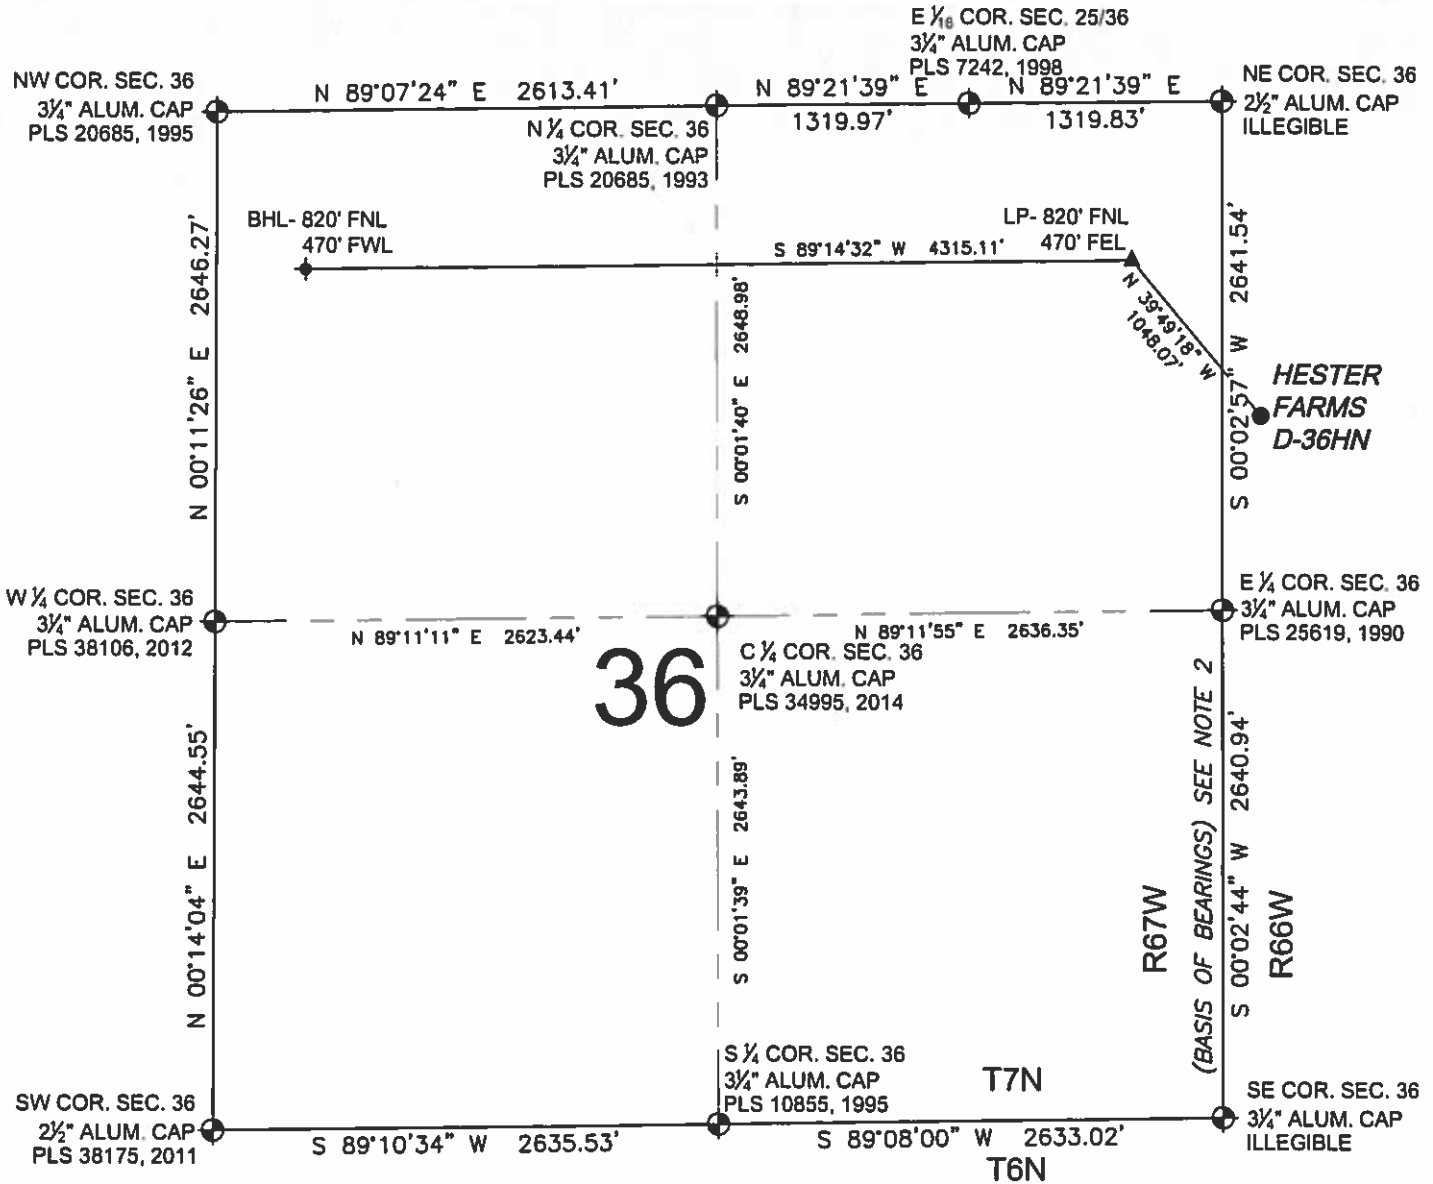 E 1/16 COR. SEC. 25/36
3¼" ALUM. CAP
PLS 7242, 1998
NW COR. SEC. 36
3¼" ALUM. CAP
PLS 20685, 1995
N 89°07'24" E 2613.41'
N 89°21'39" E
1319.97'
N 89°21'39" E
1319.83'
NE COR. SEC. 36
2½" ALUM. CAP
ILLEGIBLE
N ¼ COR. SEC. 36
3¼" ALUM. CAP
PLS 20685, 1993
BHL- 820' FNL
470' FWL
LP- 820' FNL
470' FEL
S 89°14'32" W 4315.11'
N 00°11'26" E 2646.27'
S 00°01'40" E 2648.98'
N 39°49'18" W
1048.07'
S 00°02'57" W 2641.54'
HESTER
FARMS
D-36HN
W ¼ COR. SEC. 36
3¼" ALUM. CAP
PLS 38106, 2012
N 89°11'11" E 2623.44'
N 89°11'55" E 2636.35'
E ¼ COR. SEC. 36
3¼" ALUM. CAP
PLS 25619, 1990
36
C ¼ COR. SEC. 36
3¼" ALUM. CAP
PLS 34995, 2014
N 00°14'04" E 2644.55'
S 00°01'39" E 2643.89'
R67W
(BASIS OF BEARINGS) SEE NOTE 2
S 00°02'44" W 2640.94'
R66W
SW COR. SEC. 36
2½" ALUM. CAP
PLS 38175, 2011
S ¼ COR. SEC. 36
3¼" ALUM. CAP
PLS 10855, 1995
T7N
SE COR. SEC. 36
3¼" ALUM. CAP
ILLEGIBLE
S 89°10'34" W 2635.53'
S 89°08'00" W 2633.02'
T6N